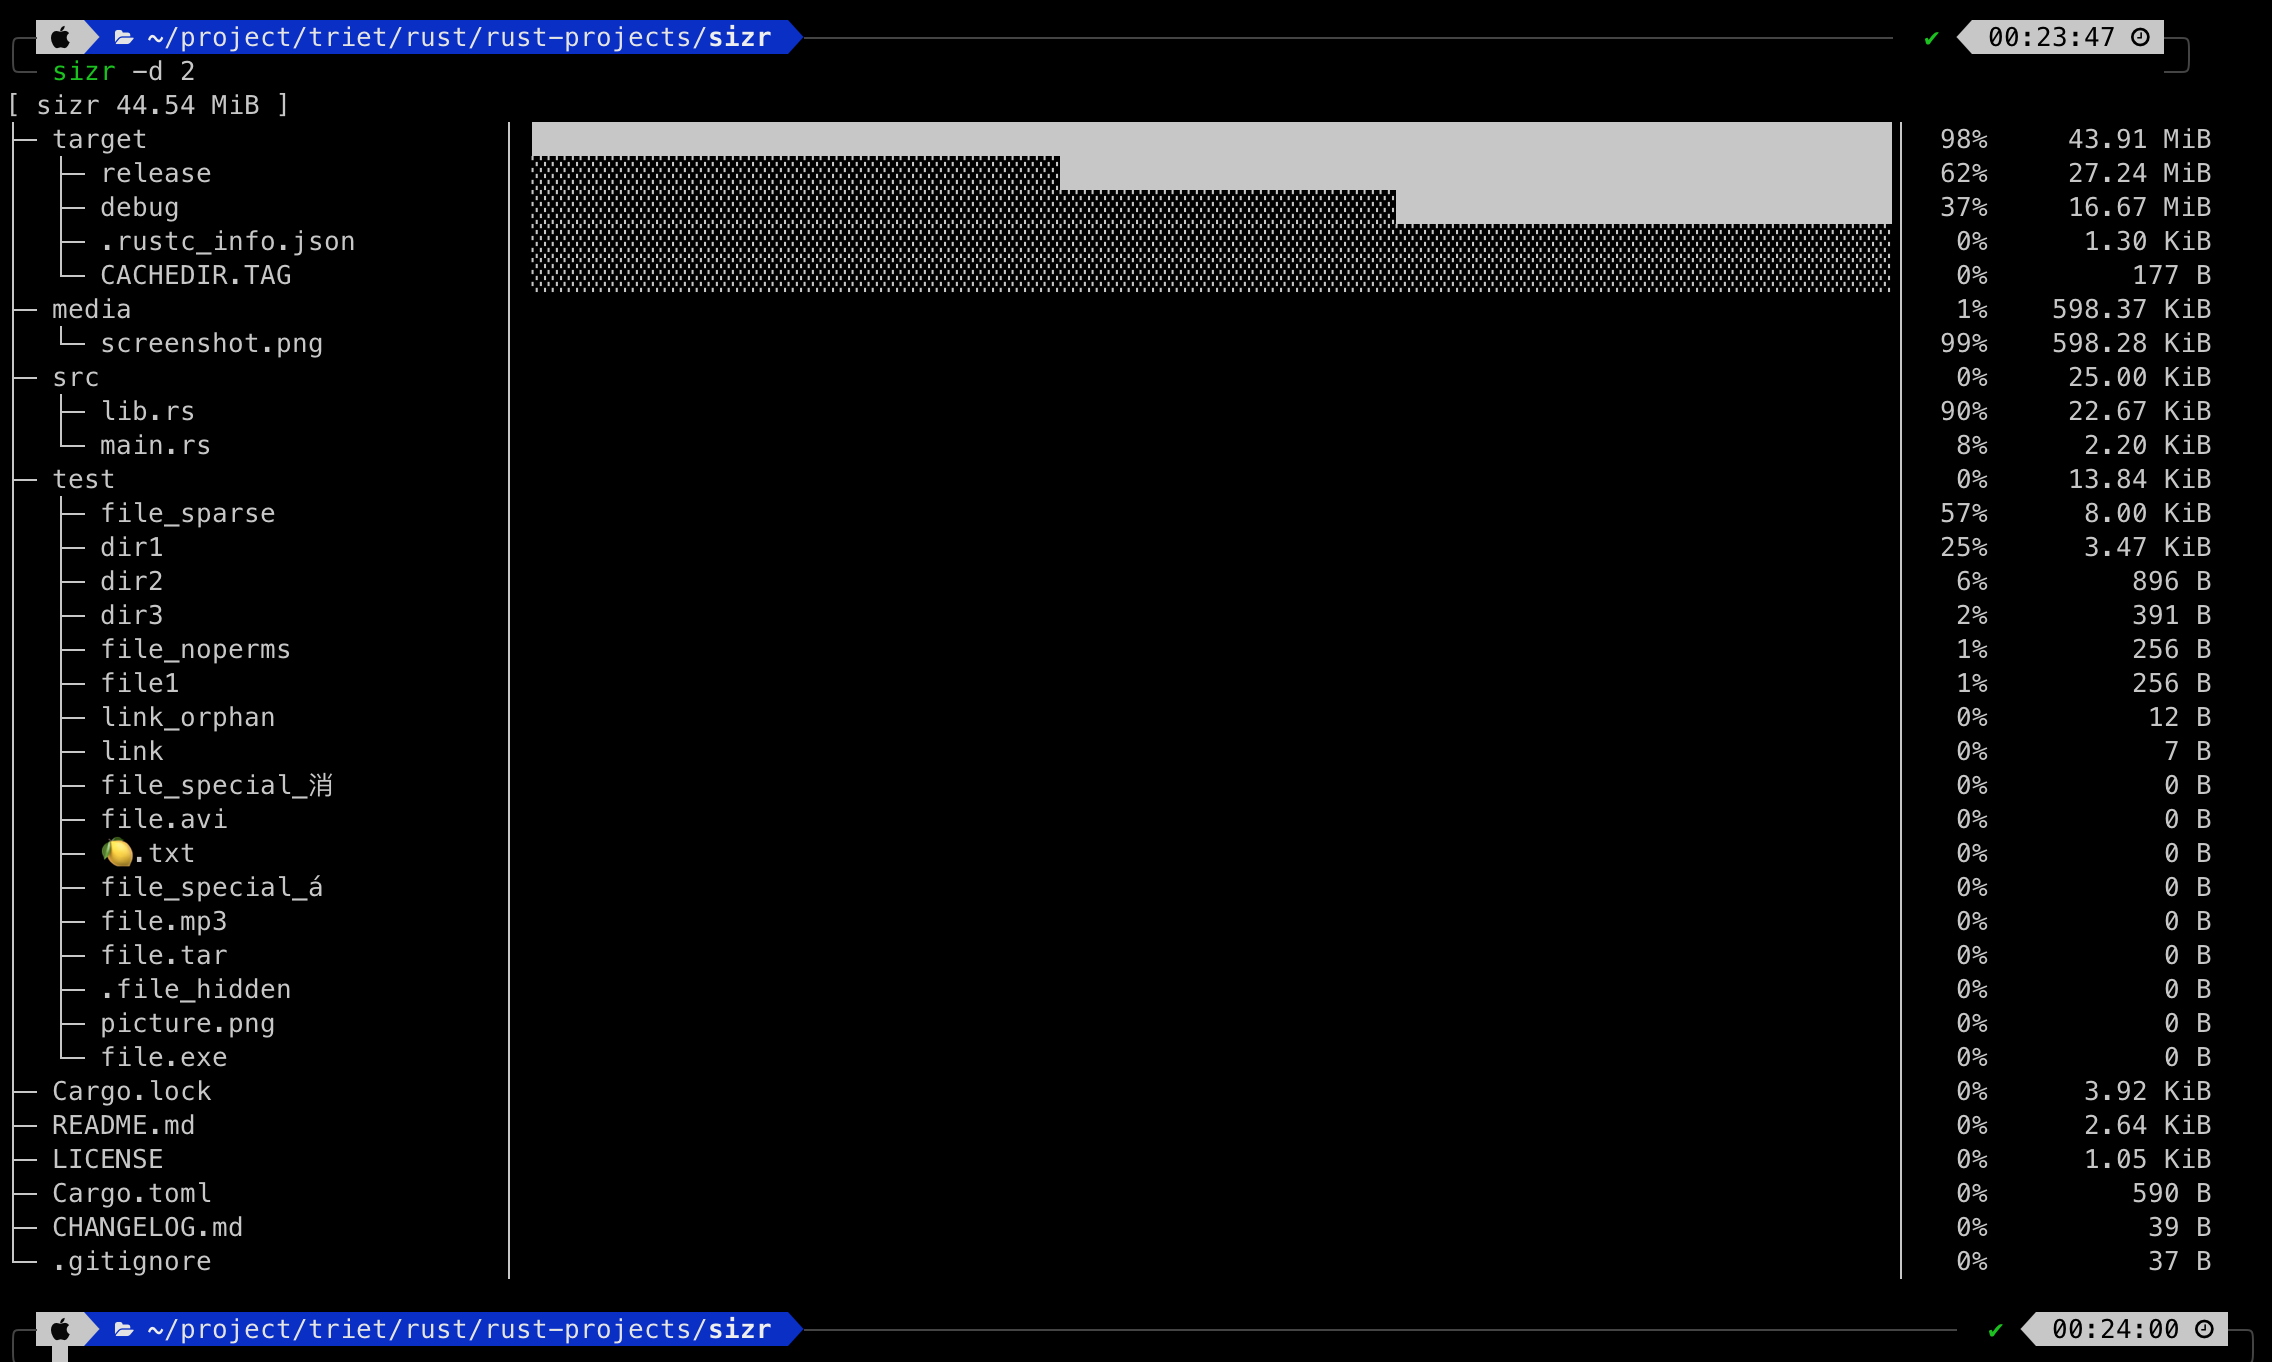 ~/project/triet/rust/rust-projects/sizr ✔ 00:23:47
sizr -d 2
[ sizr 44.54 MiB ]
├─ target 98% 43.91 MiB
├─ release 62% 27.24 MiB
├─ debug 37% 16.67 MiB
├─ .rustc_info.json 0% 1.30 KiB
└─ CACHEDIR.TAG 0% 177 B
├─ media 1% 598.37 KiB
└─ screenshot.png 99% 598.28 KiB
├─ src 0% 25.00 KiB
├─ lib.rs 90% 22.67 KiB
└─ main.rs 8% 2.20 KiB
├─ test 0% 13.84 KiB
├─ file_sparse 57% 8.00 KiB
├─ dir1 25% 3.47 KiB
├─ dir2 6% 896 B
├─ dir3 2% 391 B
├─ file_noperms 1% 256 B
├─ file1 1% 256 B
├─ link_orphan 0% 12 B
├─ link 0% 7 B
├─ file_special_消 0% 0 B
├─ file.avi 0% 0 B
├─ 🍋.txt 0% 0 B
├─ file_special_á 0% 0 B
├─ file.mp3 0% 0 B
├─ file.tar 0% 0 B
├─ .file_hidden 0% 0 B
├─ picture.png 0% 0 B
└─ file.exe 0% 0 B
├─ Cargo.lock 0% 3.92 KiB
├─ README.md 0% 2.64 KiB
├─ LICENSE 0% 1.05 KiB
├─ Cargo.toml 0% 590 B
├─ CHANGELOG.md 0% 39 B
└─ .gitignore 0% 37 B
~/project/triet/rust/rust-projects/sizr ✔ 00:24:00